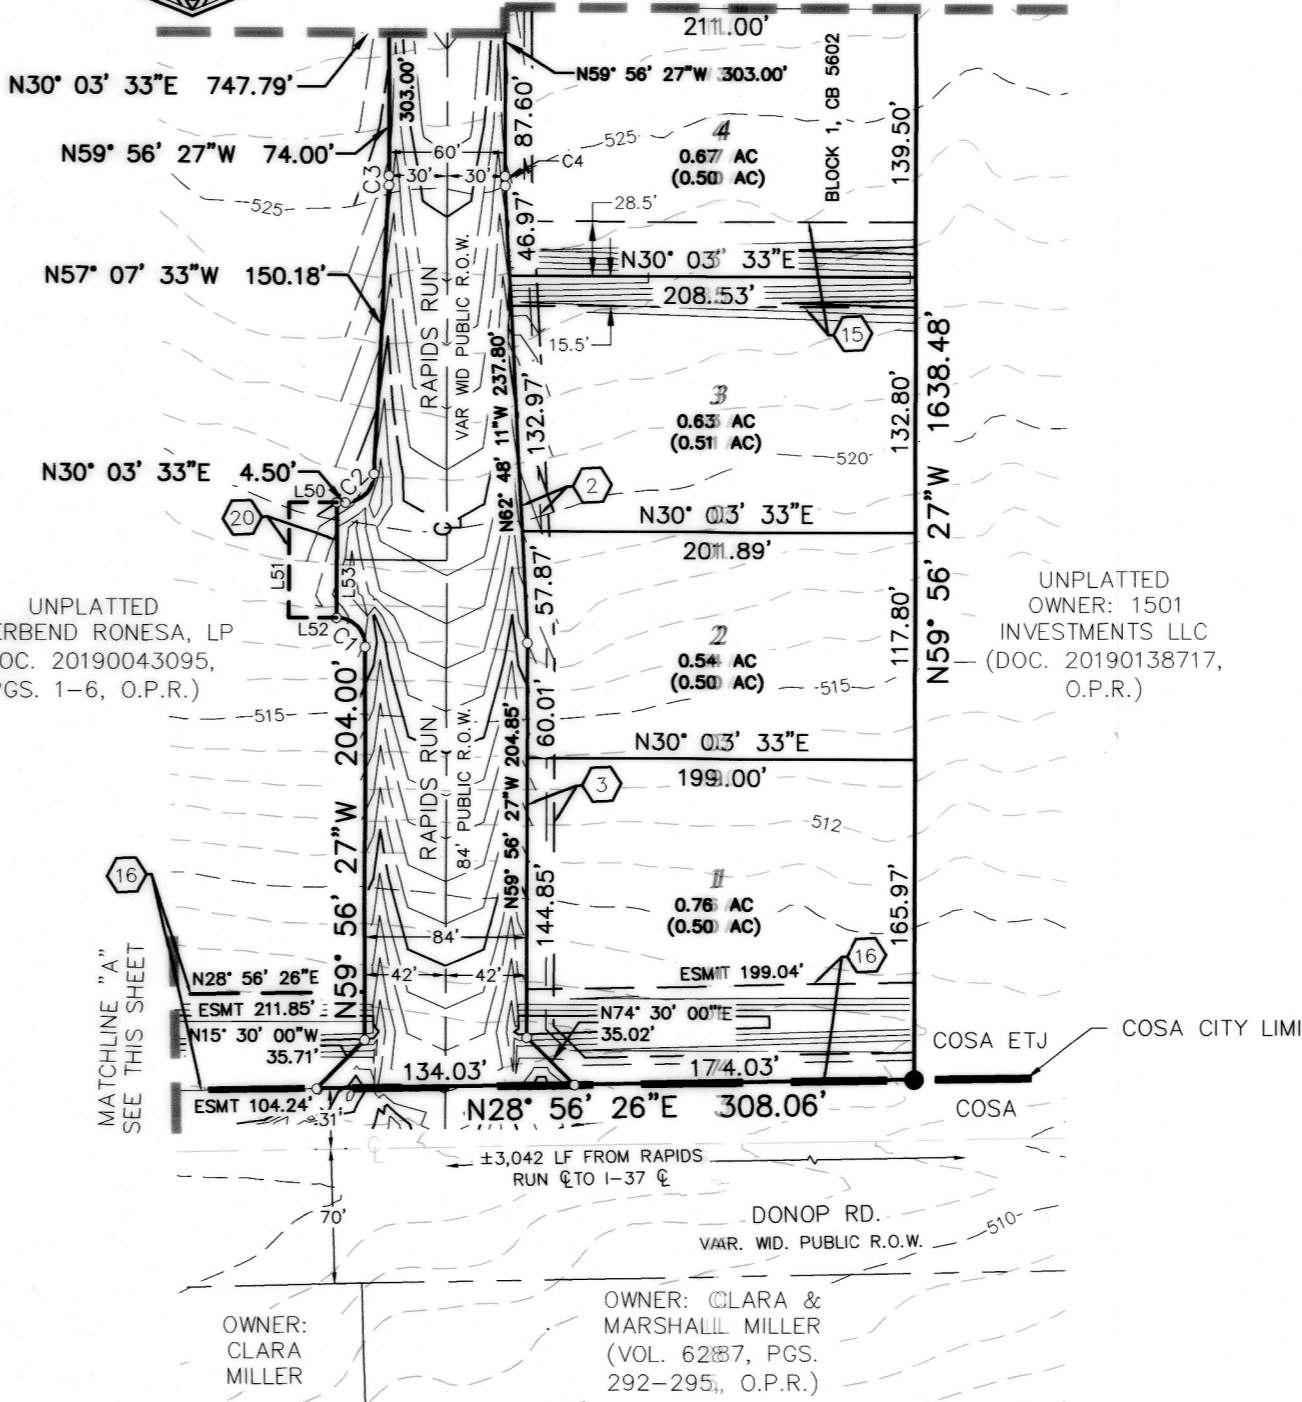 211.00'
BLOCK 1, CB 5602
N30° 03' 33"E 747.79'
303.00'
N59° 56' 27"W 303.00'
87.60'
139.50'
525
4
0.67 AC
(0.50 AC)
N59° 56' 27"W 74.00'
60'
C3
30' 30'
C4
525
28.5'
46.97'
N57° 07' 33"W 150.18'
RAPIDS RUN
VAR WID PUBLIC R.O.W.
N30° 03' 33"E
208.53'
15
15.5'
N62° 48' 11"W 237.80'
132.97'
3
0.63 AC
(0.51 AC)
132.80'
N59° 56' 27"W 1638.48'
520
N30° 03' 33"E 4.50'
C2
L50
20
2
N30° 03' 33"E
201.89'
L51
L53
L52
C1
57.87'
117.80'
UNPLATTED
ERBEND RONESA, LP
OC. 20190043095,
PGS. 1-6, O.P.R.)
UNPLATTED
OWNER: 1501
INVESTMENTS LLC
(DOC. 20190138717,
O.P.R.)
2
0.54 AC
(0.50 AC)
515
515
N59° 56' 27"W 204.00'
RAPIDS RUN
84' PUBLIC R.O.W.
N59° 56' 27"W 204.85'
60.01'
N30° 03' 33"E
199.00'
3
512
16
1
0.76 AC
(0.50 AC)
144.85'
165.97'
84'
42' 42'
MATCHLINE "A"
SEE THIS SHEET
N28° 56' 26"E
ESMT 211.85'
N15° 30' 00"W
35.71'
ESMT 199.04'
16
N74° 30' 00"E
35.02'
COSA ETJ
COSA CITY LIMI
134.03'
174.03'
ESMT 104.24'
31'
N28° 56' 26"E 308.06'
COSA
±3,042 LF FROM RAPIDS
RUN ℄ TO I-37 ℄
70'
DONOP RD.
VAR. WID. PUBLIC R.O.W.
510
OWNER:
CLARA
MILLER
OWNER: CLARA &
MARSHALL MILLER
(VOL. 6287, PGS.
292-295, O.P.R.)